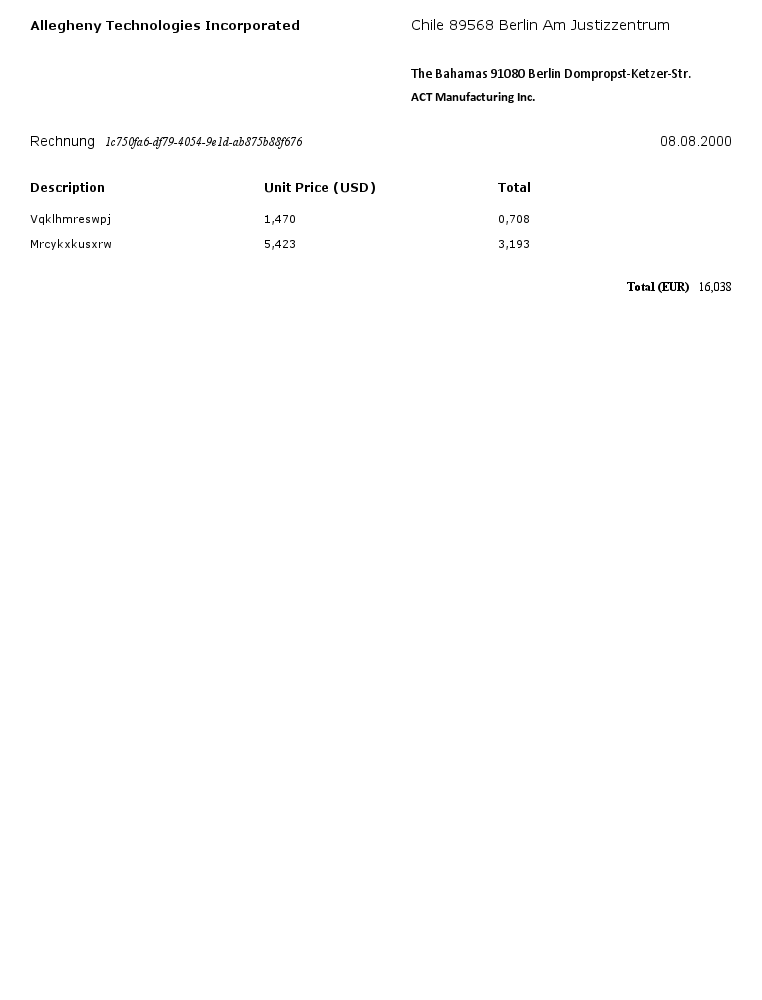 Allegheny Technologies Incorporated Chile 89568 Berlin Am Justizzentrum
The Bahamas 91080 Berlin Dompropst-Ketzer-Str.
ACT Manufacturing Inc.
Rechnung 1c750fa6-df79-4054-9e1d-ab875b88f676 08.08.2000
Description Unit Price (USD) Total
Vqklhmreswpj 1,470 0,708
Mrcykxkusxrw 5,423 3,193
Total (EUR) 16,038